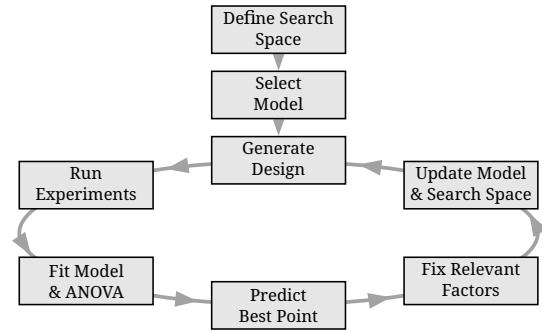 Define Search
Space
Select
Model
Generate
Design
Run
Experiments
Update Model
& Search Space
Fit Model
& ANOVA
Predict
Best Point
Fix Relevant
Factors